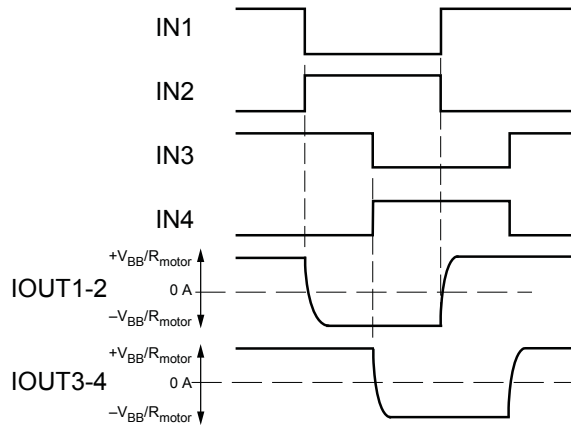 IN1
IN2
IN3
IN4
+VBB/Rmotor
IOUT1-2
0 A
–VBB/Rmotor
+VBB/Rmotor
IOUT3-4
0 A
–VBB/Rmotor